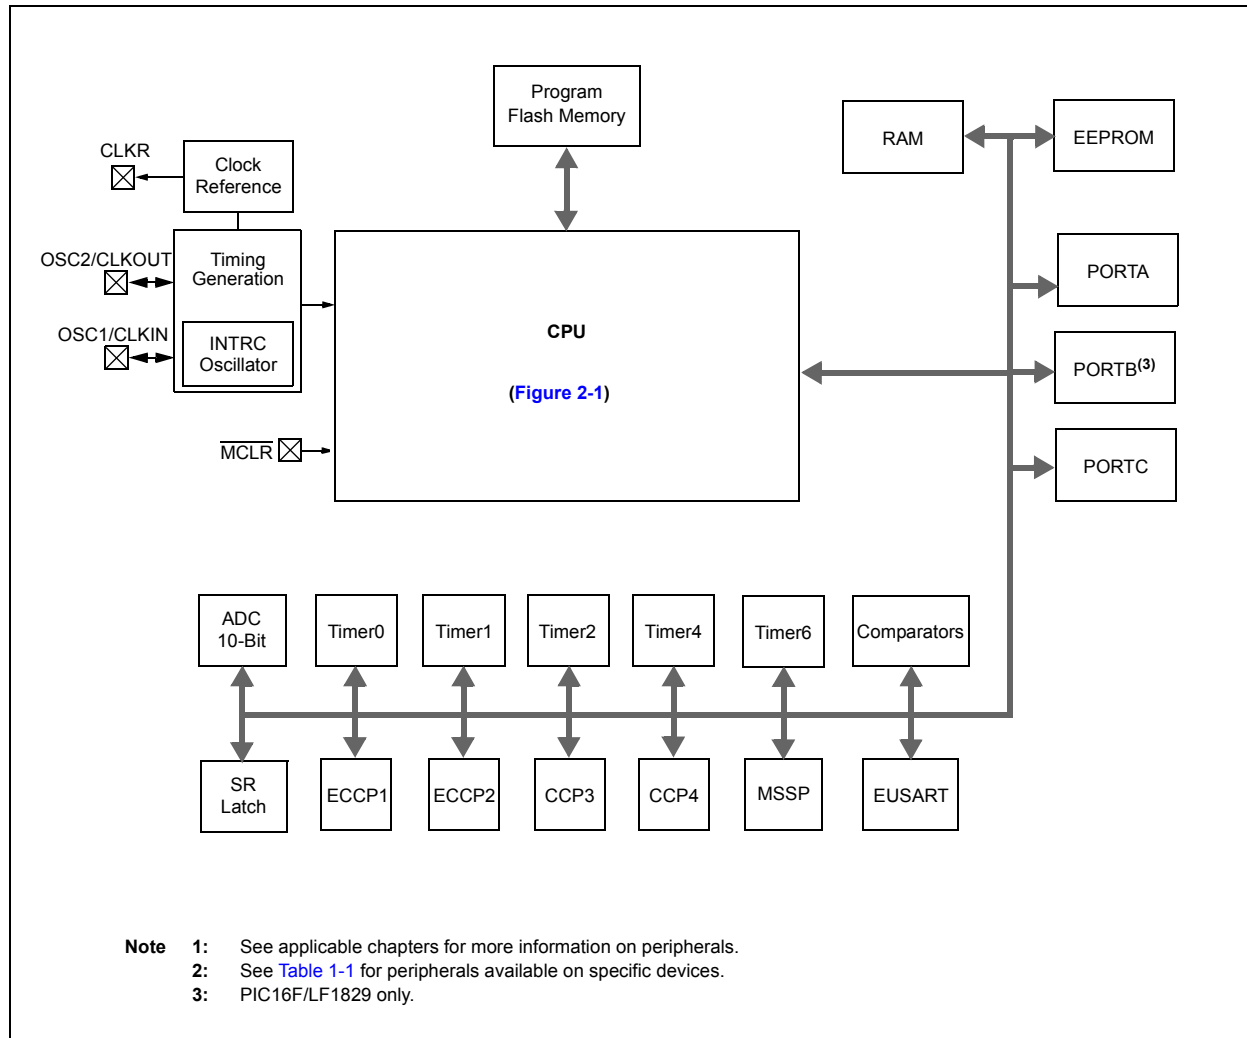 Program
Flash Memory
RAM
EEPROM
CLKR
Clock
Reference
OSC2/CLKOUT
Timing
Generation
PORTA
OSC1/CLKIN
INTRC
Oscillator
CPU
(Figure 2-1)
PORTB(3)
MCLR
PORTC
ADC
10-Bit
Timer0
Timer1
Timer2
Timer4
Timer6
Comparators
SR
Latch
ECCP1
ECCP2
CCP3
CCP4
MSSP
EUSART
Note 1: See applicable chapters for more information on peripherals.
2: See Table 1-1 for peripherals available on specific devices.
3: PIC16F/LF1829 only.